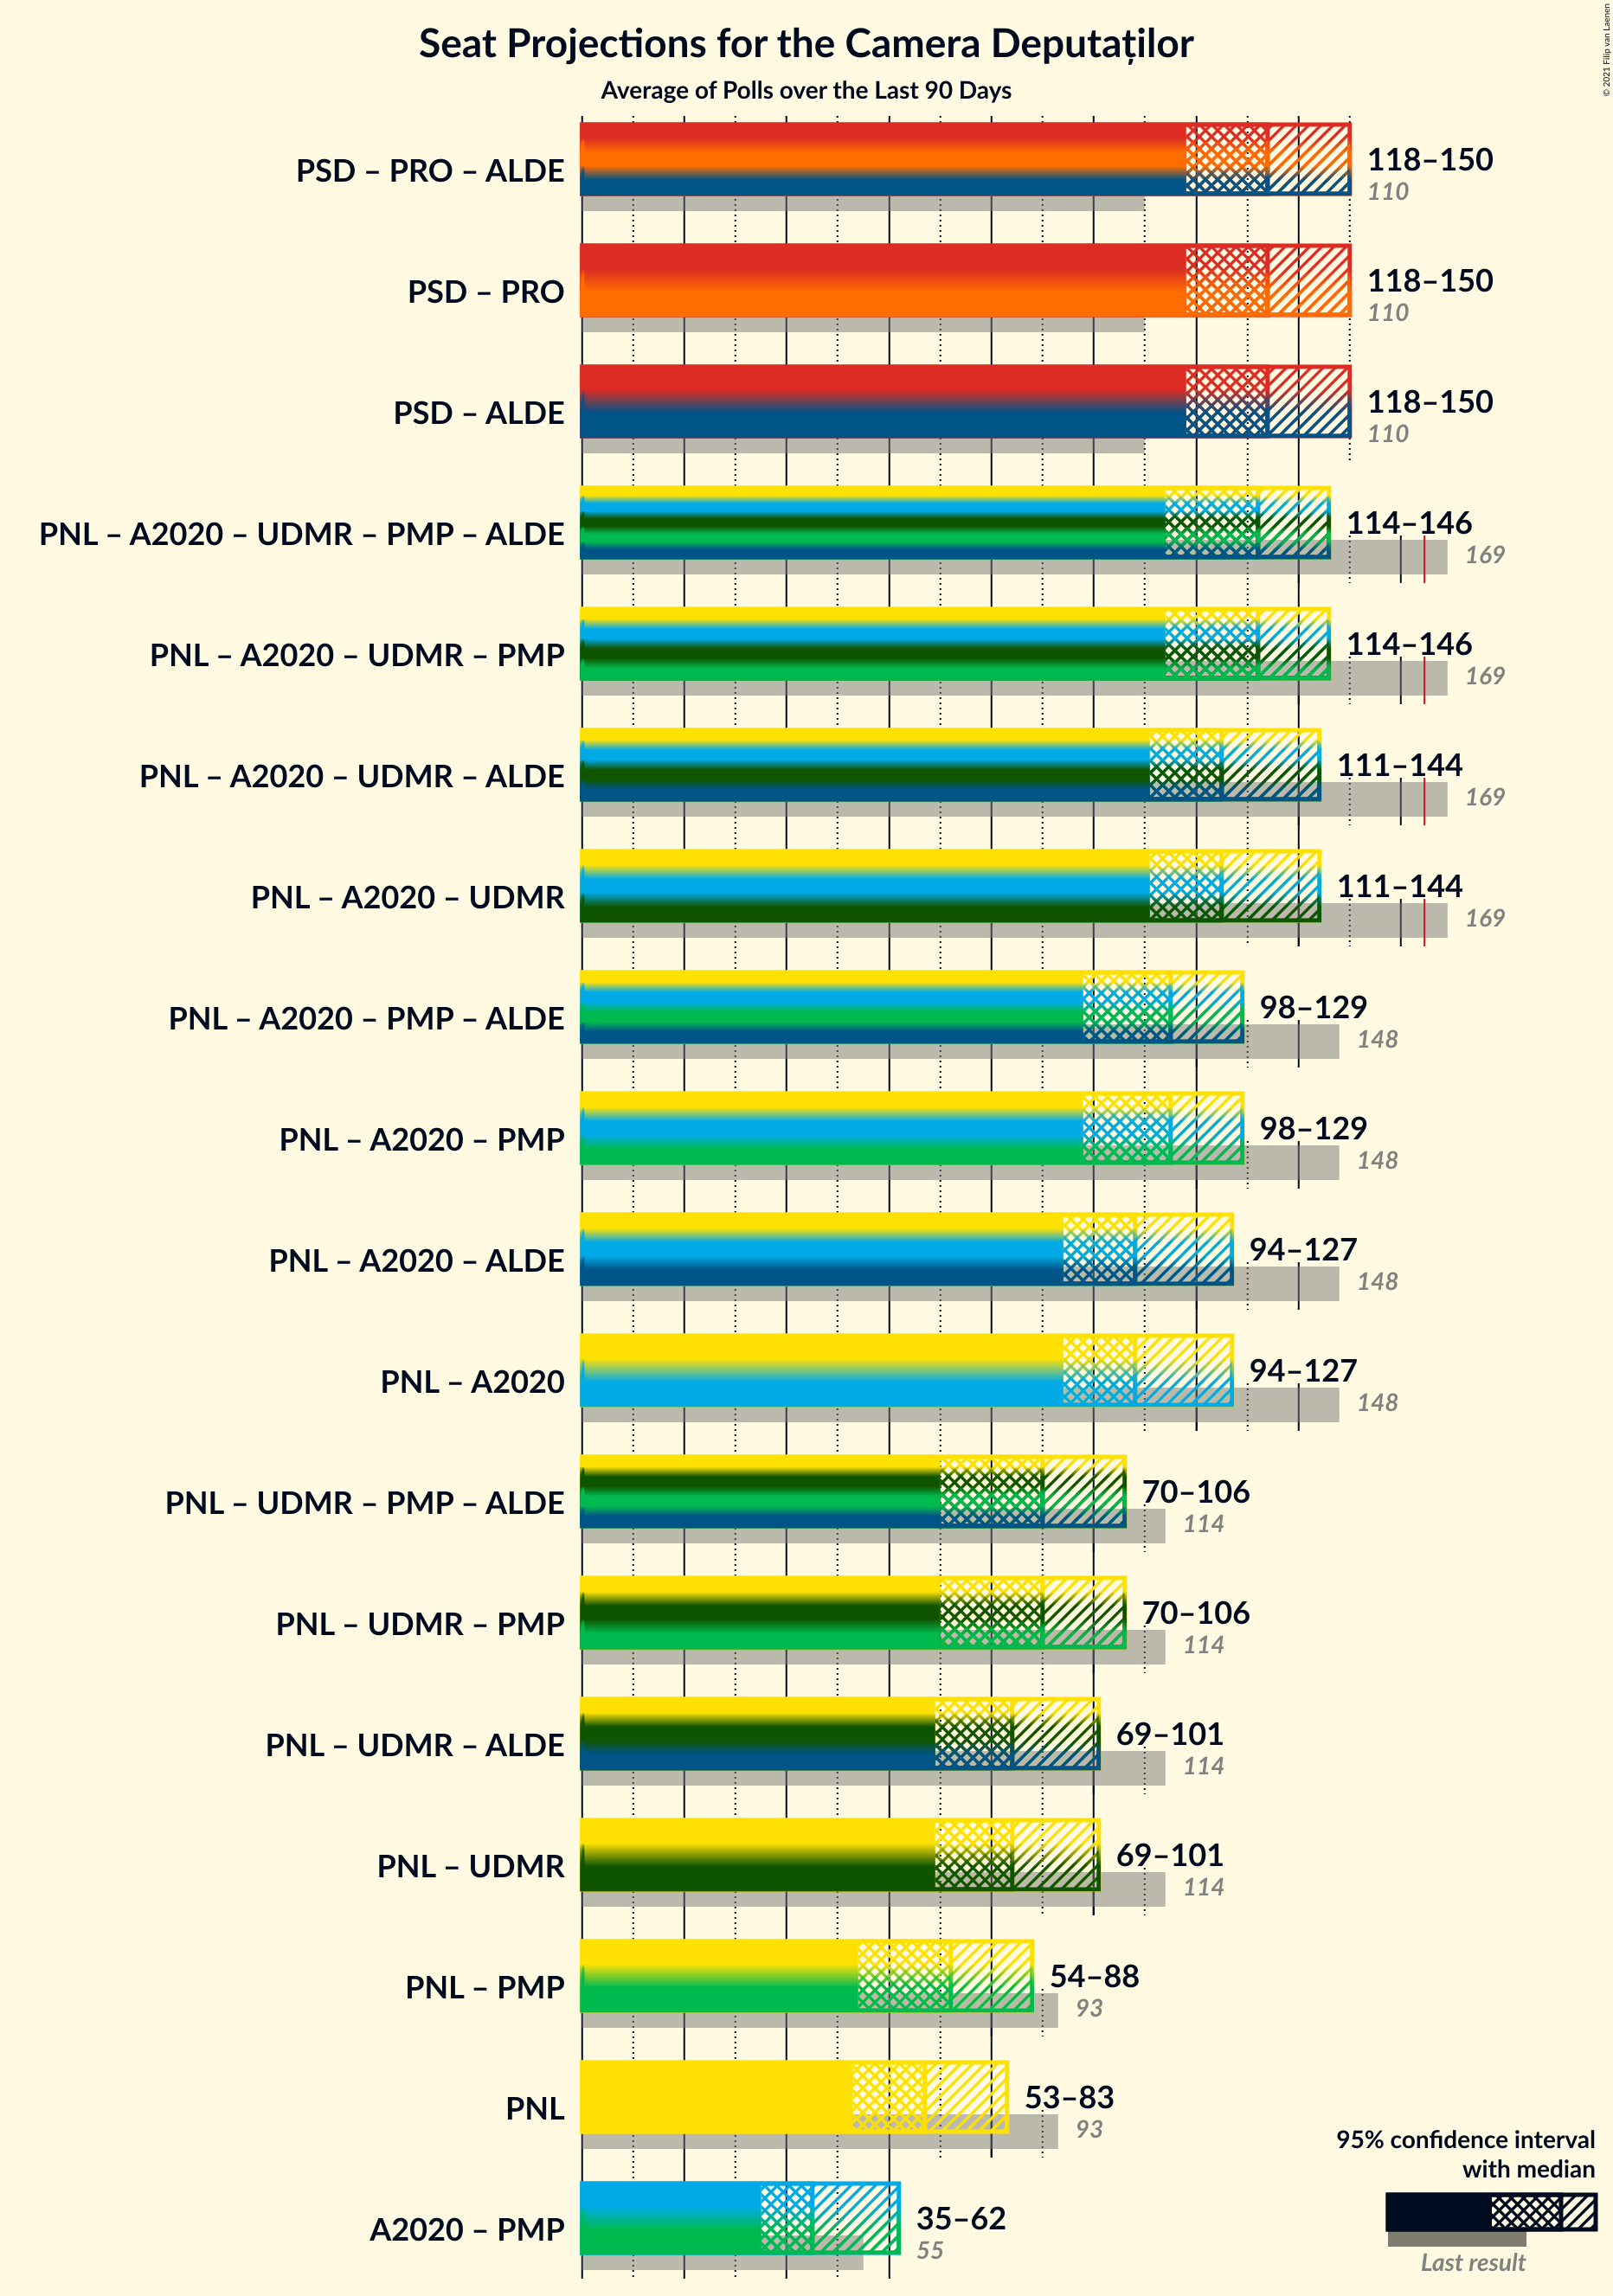 Seat Projections for the Camera Deputaților
Average of Polls over the Last 90 Days
© 2021 Filip van Laenen
PSD – PRO – ALDE
118–150
110
PSD – PRO
118–150
110
PSD – ALDE
118–150
110
PNL – A2020 – UDMR – PMP – ALDE
114–146
169
PNL – A2020 – UDMR – PMP
114–146
169
PNL – A2020 – UDMR – ALDE
111–144
169
PNL – A2020 – UDMR
111–144
169
PNL – A2020 – PMP – ALDE
98–129
148
PNL – A2020 – PMP
98–129
148
PNL – A2020 – ALDE
94–127
148
PNL – A2020
94–127
148
PNL – UDMR – PMP – ALDE
70–106
114
PNL – UDMR – PMP
70–106
114
PNL – UDMR – ALDE
69–101
114
PNL – UDMR
69–101
114
PNL – PMP
54–88
93
PNL
53–83
93
A2020 – PMP
35–62
55
95% confidence interval
with median
Last result